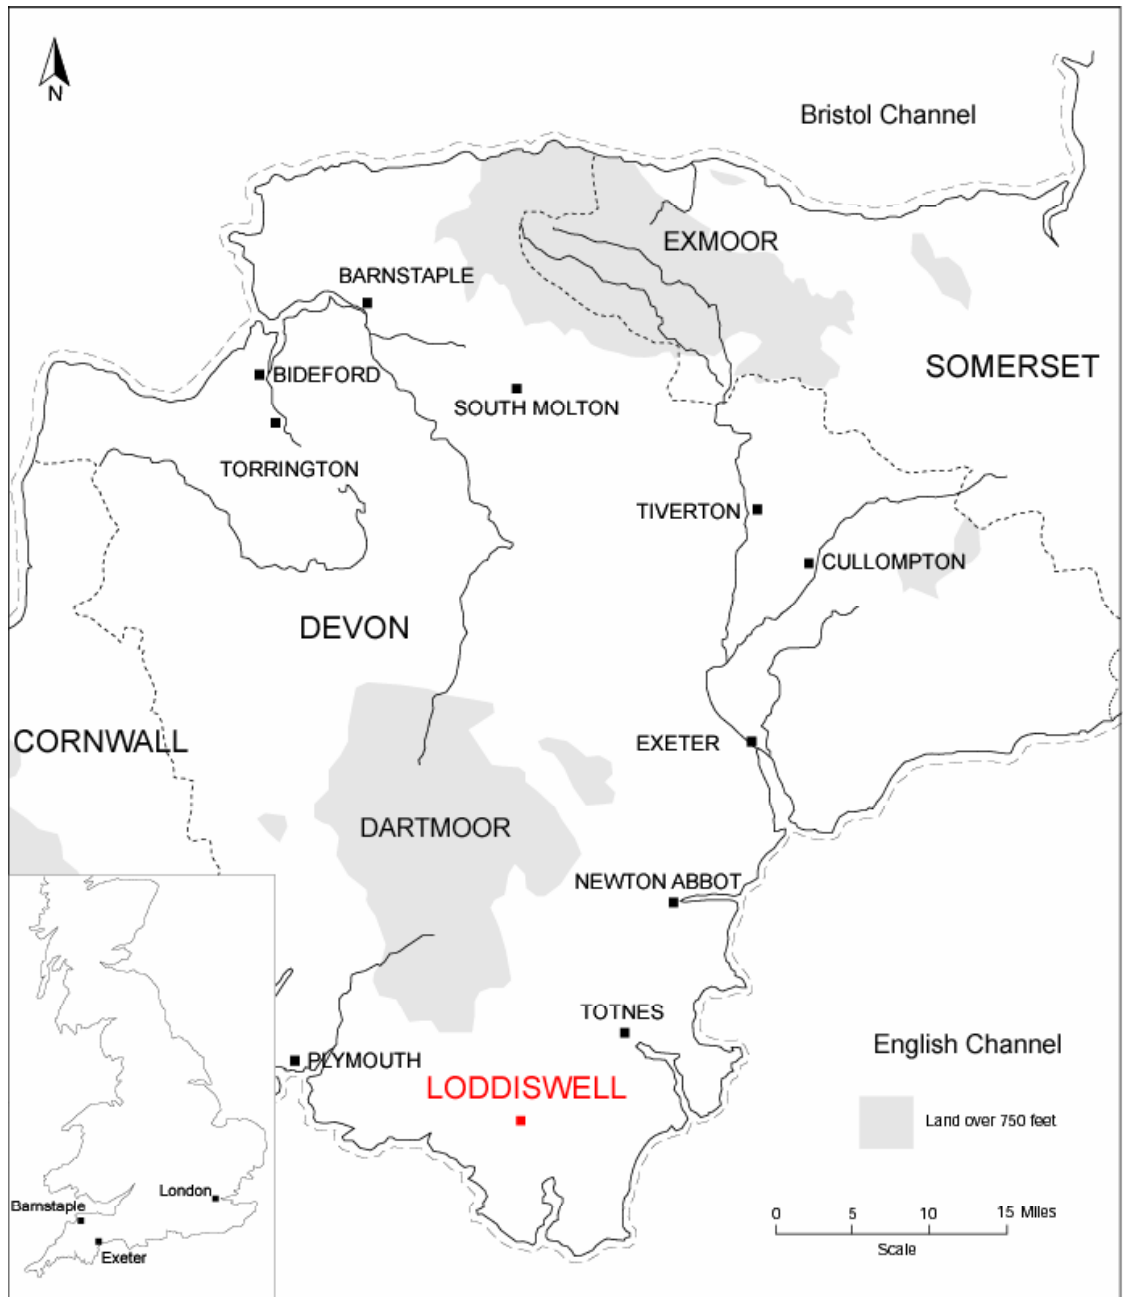 N
Bristol Channel
EXMOOR
BARNSTAPLE
SOMERSET
BIDEFORD
SOUTH MOLTON
TORRINGTON
TIVERTON
CULLOMPTON
DEVON
CORNWALL
EXETER
DARTMOOR
NEWTON ABBOT
TOTNES
English Channel
PLYMOUTH
LODDISWELL
Land over 750 feet
London
Barnstaple
Exeter
0 5 10 15 Miles
Scale